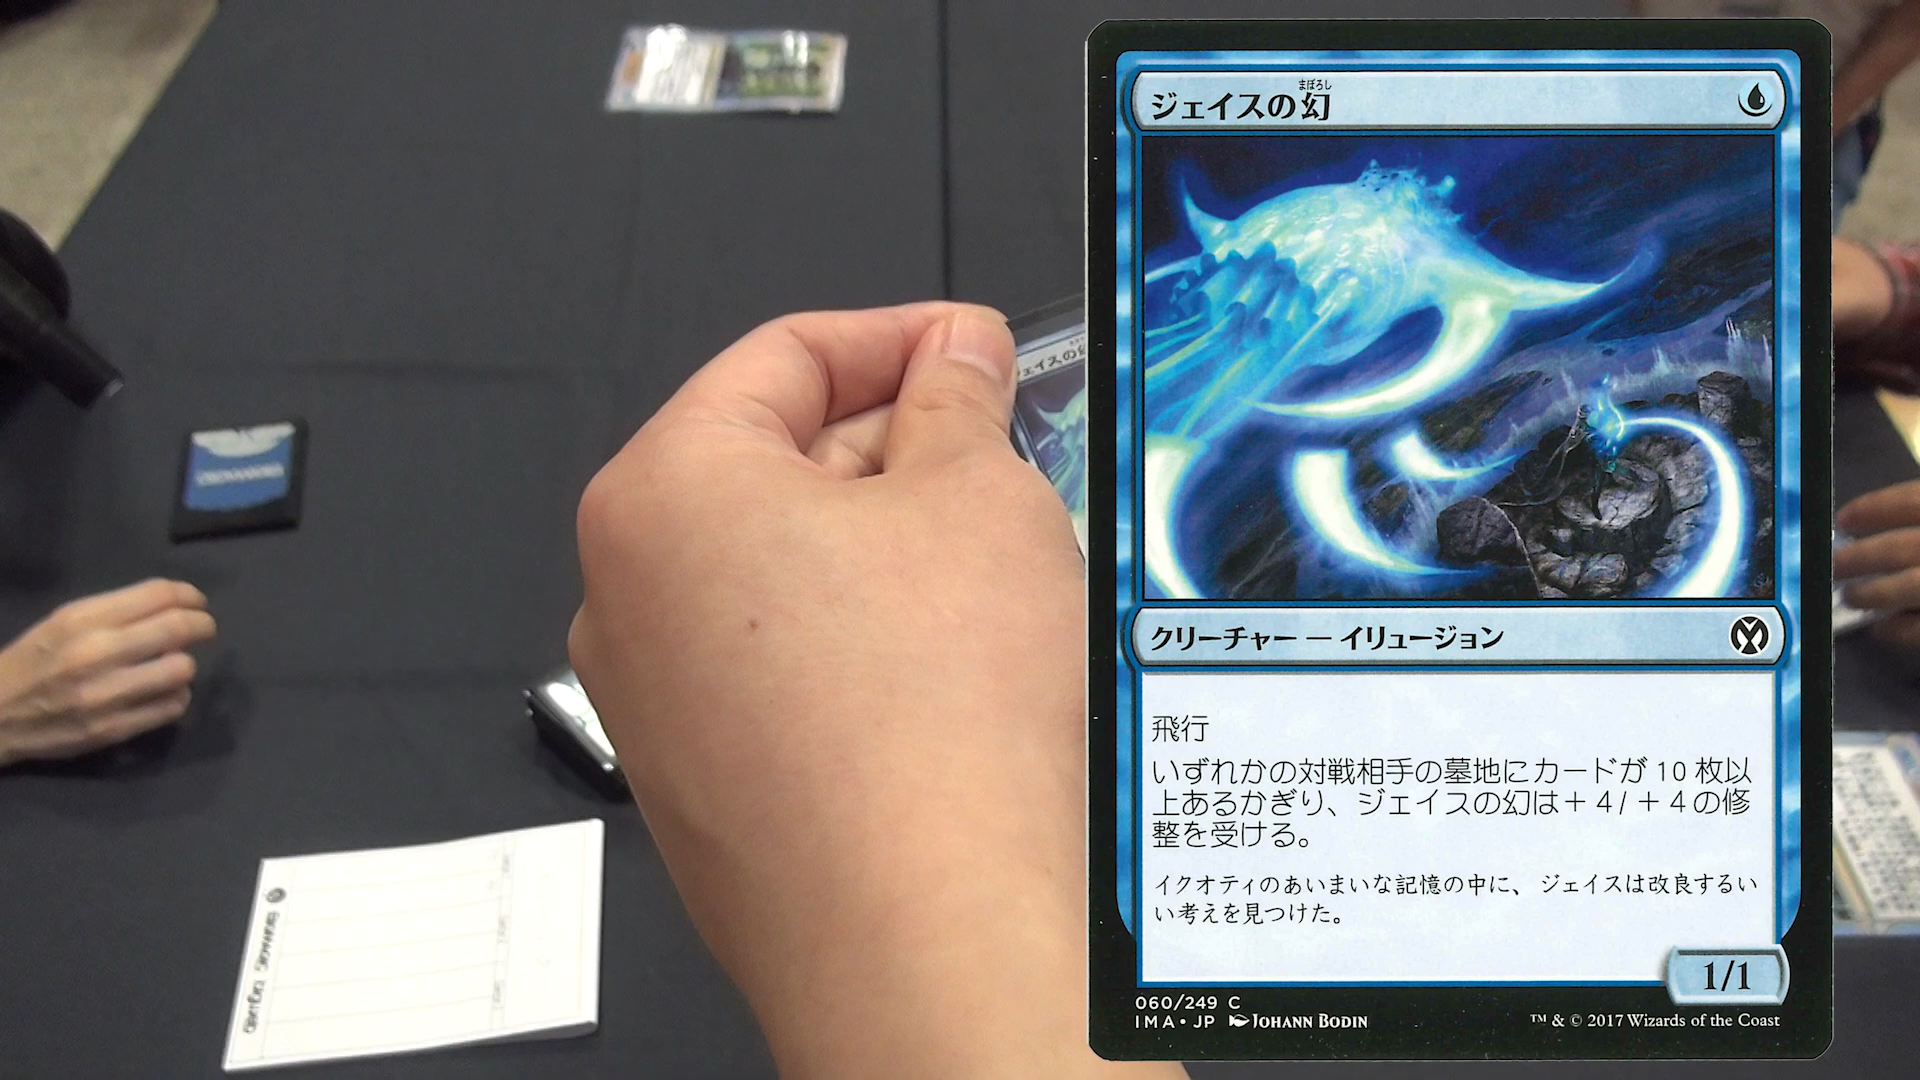 まぼろし
ジェイスの幻
クリーチャー — イリュージョン
飛行
いずれかの対戦相手の墓地にカードが 10 枚以
上あるかぎり、ジェイスの幻は＋４/＋４の修
整を受ける。
イクオティのあいまいな記憶の中に、 ジェイスは改良するい
い考えを見つけた。
1/1
060/249 C
IMA • JP JOHANN BODIN
™ & © 2017 Wizards of the Coast